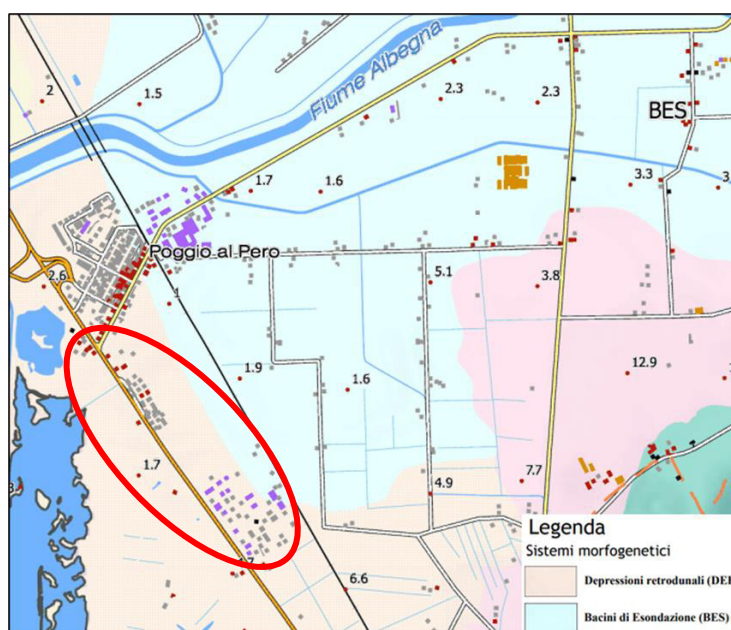 Fiume Albegna
2
1.5
2.3
2.3
BES
1.7
1.6
3.3
3.
Poggio al Pero
2.6
1
5.1
3.8
1.9
1.6
12.9
1.7
4.9
7.7
6.6
Legenda
Sistemi morfogenetici
Depressioni retrodunali (DEI
Bacini di Esondazione (BES)